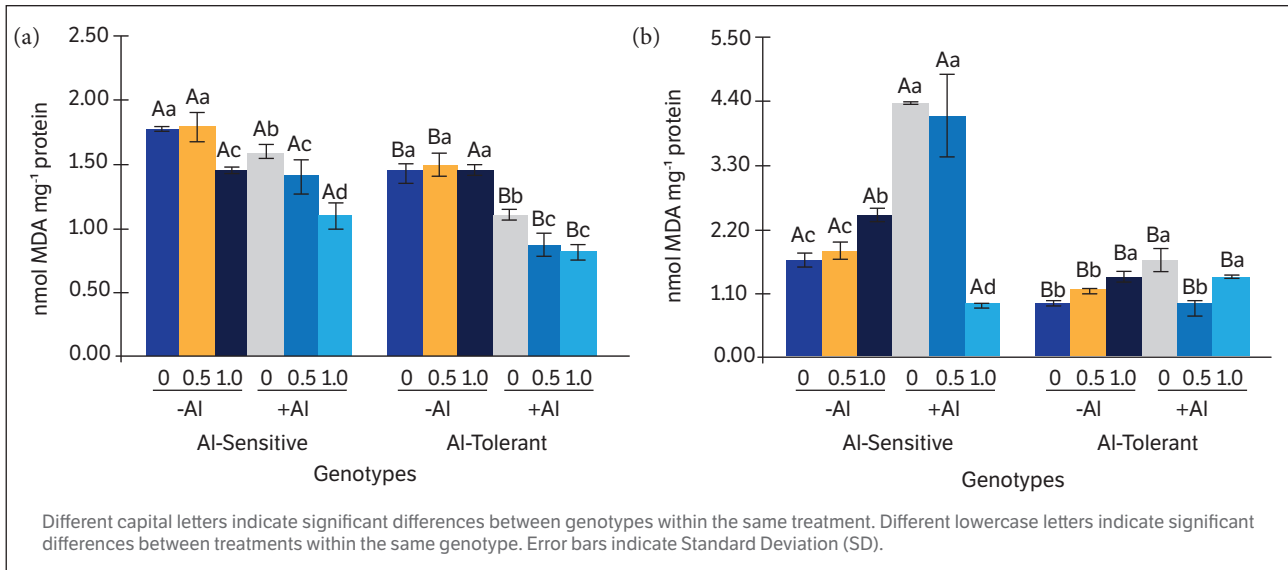 (a)
nmol MDA mg⁻¹ protein
2.50
2.00
1.50
1.00
0.50
0.00
Aa Aa Ac Ab Ac Ad Ba Ba Aa Bb Bc Bc
0 0.5 1.0 0 0.5 1.0 0 0.5 1.0 0 0.5 1.0
-Al +Al -Al +Al
Al-Sensitive Al-Tolerant
Genotypes
(b)
nmol MDA mg⁻¹ protein
5.50
4.40
3.30
2.20
1.10
0.00
Ac Ac Ab Aa Aa Ad Bb Bb Ba Ba Bb Ba
0 0.5 1.0 0 0.5 1.0 0 0.5 1.0 0 0.5 1.0
-Al +Al -Al +Al
Al-Sensitive Al-Tolerant
Genotypes
Different capital letters indicate significant differences between genotypes within the same treatment. Different lowercase letters indicate significant
differences between treatments within the same genotype. Error bars indicate Standard Deviation (SD).